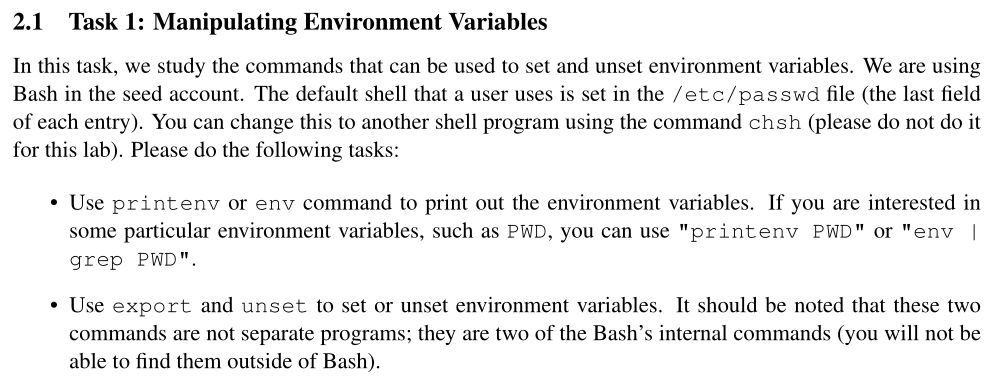 2.1 Task 1: Manipulating Environment Variables
In this task, we study the commands that can be used to set and unset environment variables. We are using
Bash in the seed account. The default shell that a user uses is set in the /etc/passwd file (the last field
of each entry). You can change this to another shell program using the command chsh (please do not do it
for this lab). Please do the following tasks:
• Use printenv or env command to print out the environment variables. If you are interested in
some particular environment variables, such as PWD, you can use "printenv PWD" or "env |
grep PWD".
• Use export and unset to set or unset environment variables. It should be noted that these two
commands are not separate programs; they are two of the Bash's internal commands (you will not be
able to find them outside of Bash).